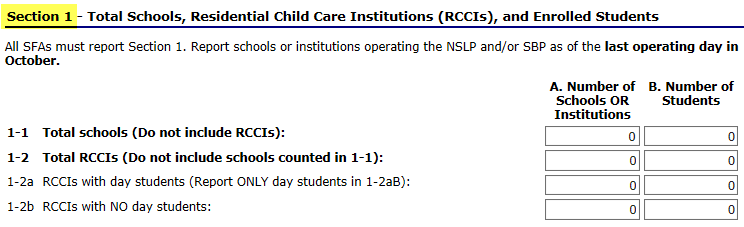 Section 1 - Total Schools, Residential Child Care Institutions (RCCIs), and Enrolled Students
All SFAs must report Section 1. Report schools or institutions operating the NSLP and/or SBP as of the last operating day in
October.
A. Number of Schools OR Institutions
B. Number of Students
1-1 Total schools (Do not include RCCIs): 0 0
1-2 Total RCCIs (Do not include schools counted in 1-1): 0 0
1-2a RCCIs with day students (Report ONLY day students in 1-2aB): 0 0
1-2b RCCIs with NO day students: 0 0